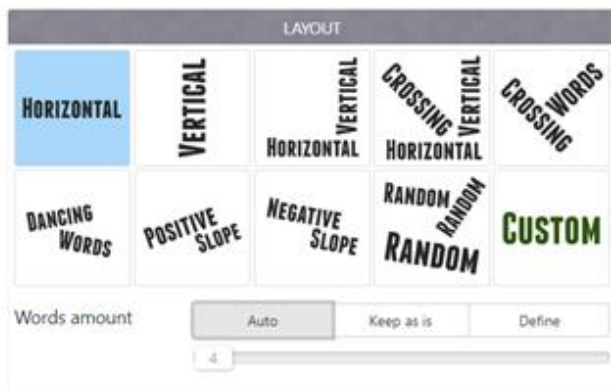 LAYOUT
HORIZONTAL
VERTICAL
HORIZONTAL VERTICAL
CROSSING HORIZONTAL VERTICAL
CROSSING WORDS
DANCING WORDS
POSITIVE SLOPE
NEGATIVE SLOPE
RANDOM RANDOM RANDOM
CUSTOM
Words amount Auto Keep as is Define
4